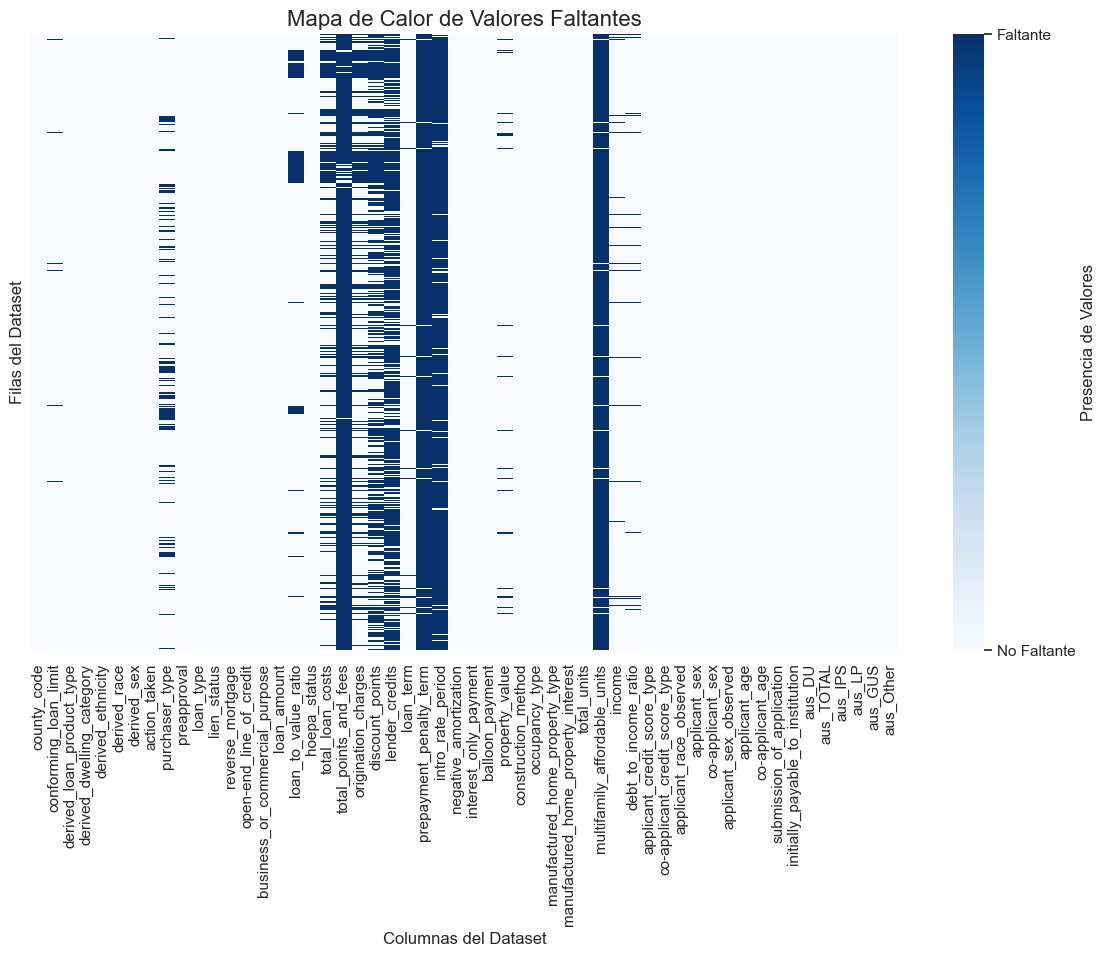 Mapa de Calor de Valores Faltantes
Faltante
Filas del Dataset
Presencia de Valores
No Faltante
county_code
conforming_loan_limit
derived_loan_product_type
derived_dwelling_category
derived_ethnicity
derived_race
derived_sex
action_taken
purchaser_type
preapproval
loan_type
lien_status
reverse_mortgage
open-end_line_of_credit
business_or_commercial_purpose
loan_amount
loan_to_value_ratio
hoepa_status
total_loan_costs
total_points_and_fees
origination_charges
discount_points
lender_credits
loan_term
prepayment_penalty_term
intro_rate_period
negative_amortization
interest_only_payment
balloon_payment
property_value
construction_method
occupancy_type
manufactured_home_property_type
manufactured_home_property_interest
total_units
multifamily_affordable_units
income
debt_to_income_ratio
applicant_credit_score_type
co-applicant_credit_score_type
applicant_race_observed
applicant_sex
co-applicant_sex
applicant_sex_observed
applicant_age
co-applicant_age
submission_of_application
initially_payable_to_institution
aus_DU
aus_TOTAL
aus_IPS
aus_LP
aus_GUS
aus_Other
Columnas del Dataset